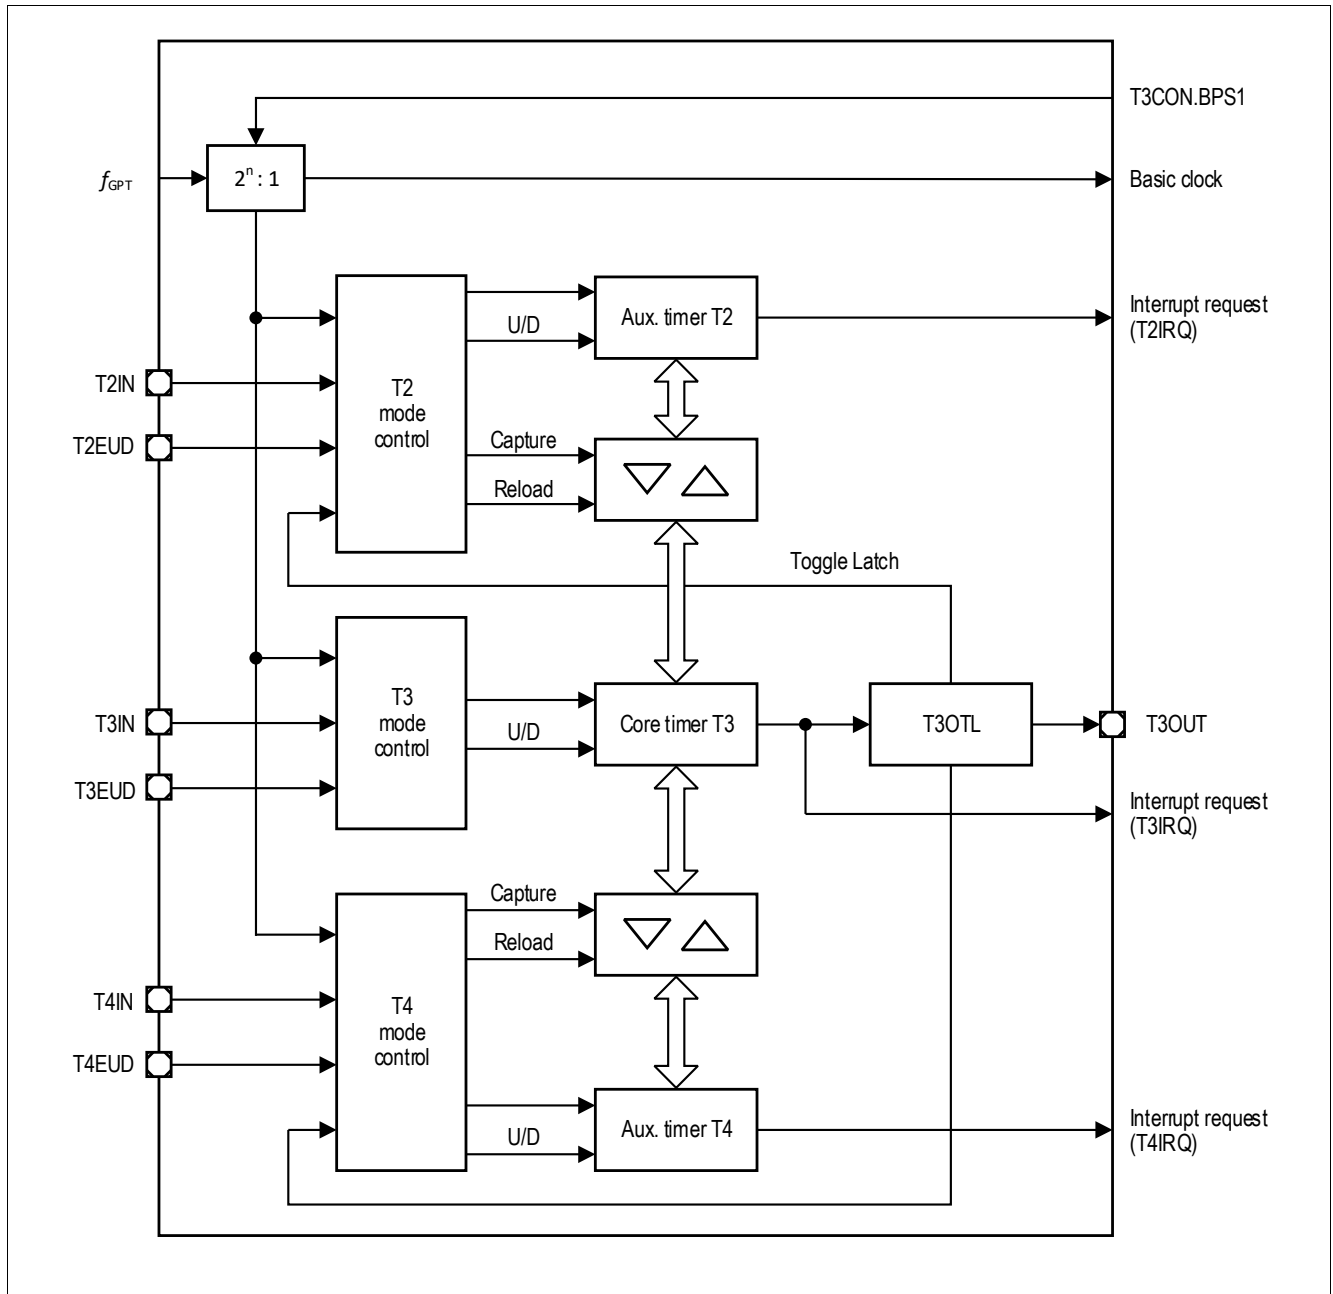 T3CON.BPS1
fGPT
2n : 1
Basic clock
Aux. timer T2
U/D
Interrupt request
(T2IRQ)
T2IN
T2EUD
T2
mode
control
Capture
Reload
Toggle Latch
T3IN
T3EUD
T3
mode
control
U/D
Core timer T3
T3OTL
T3OUT
Interrupt request
(T3IRQ)
Capture
Reload
T4IN
T4EUD
T4
mode
control
U/D
Aux. timer T4
Interrupt request
(T4IRQ)